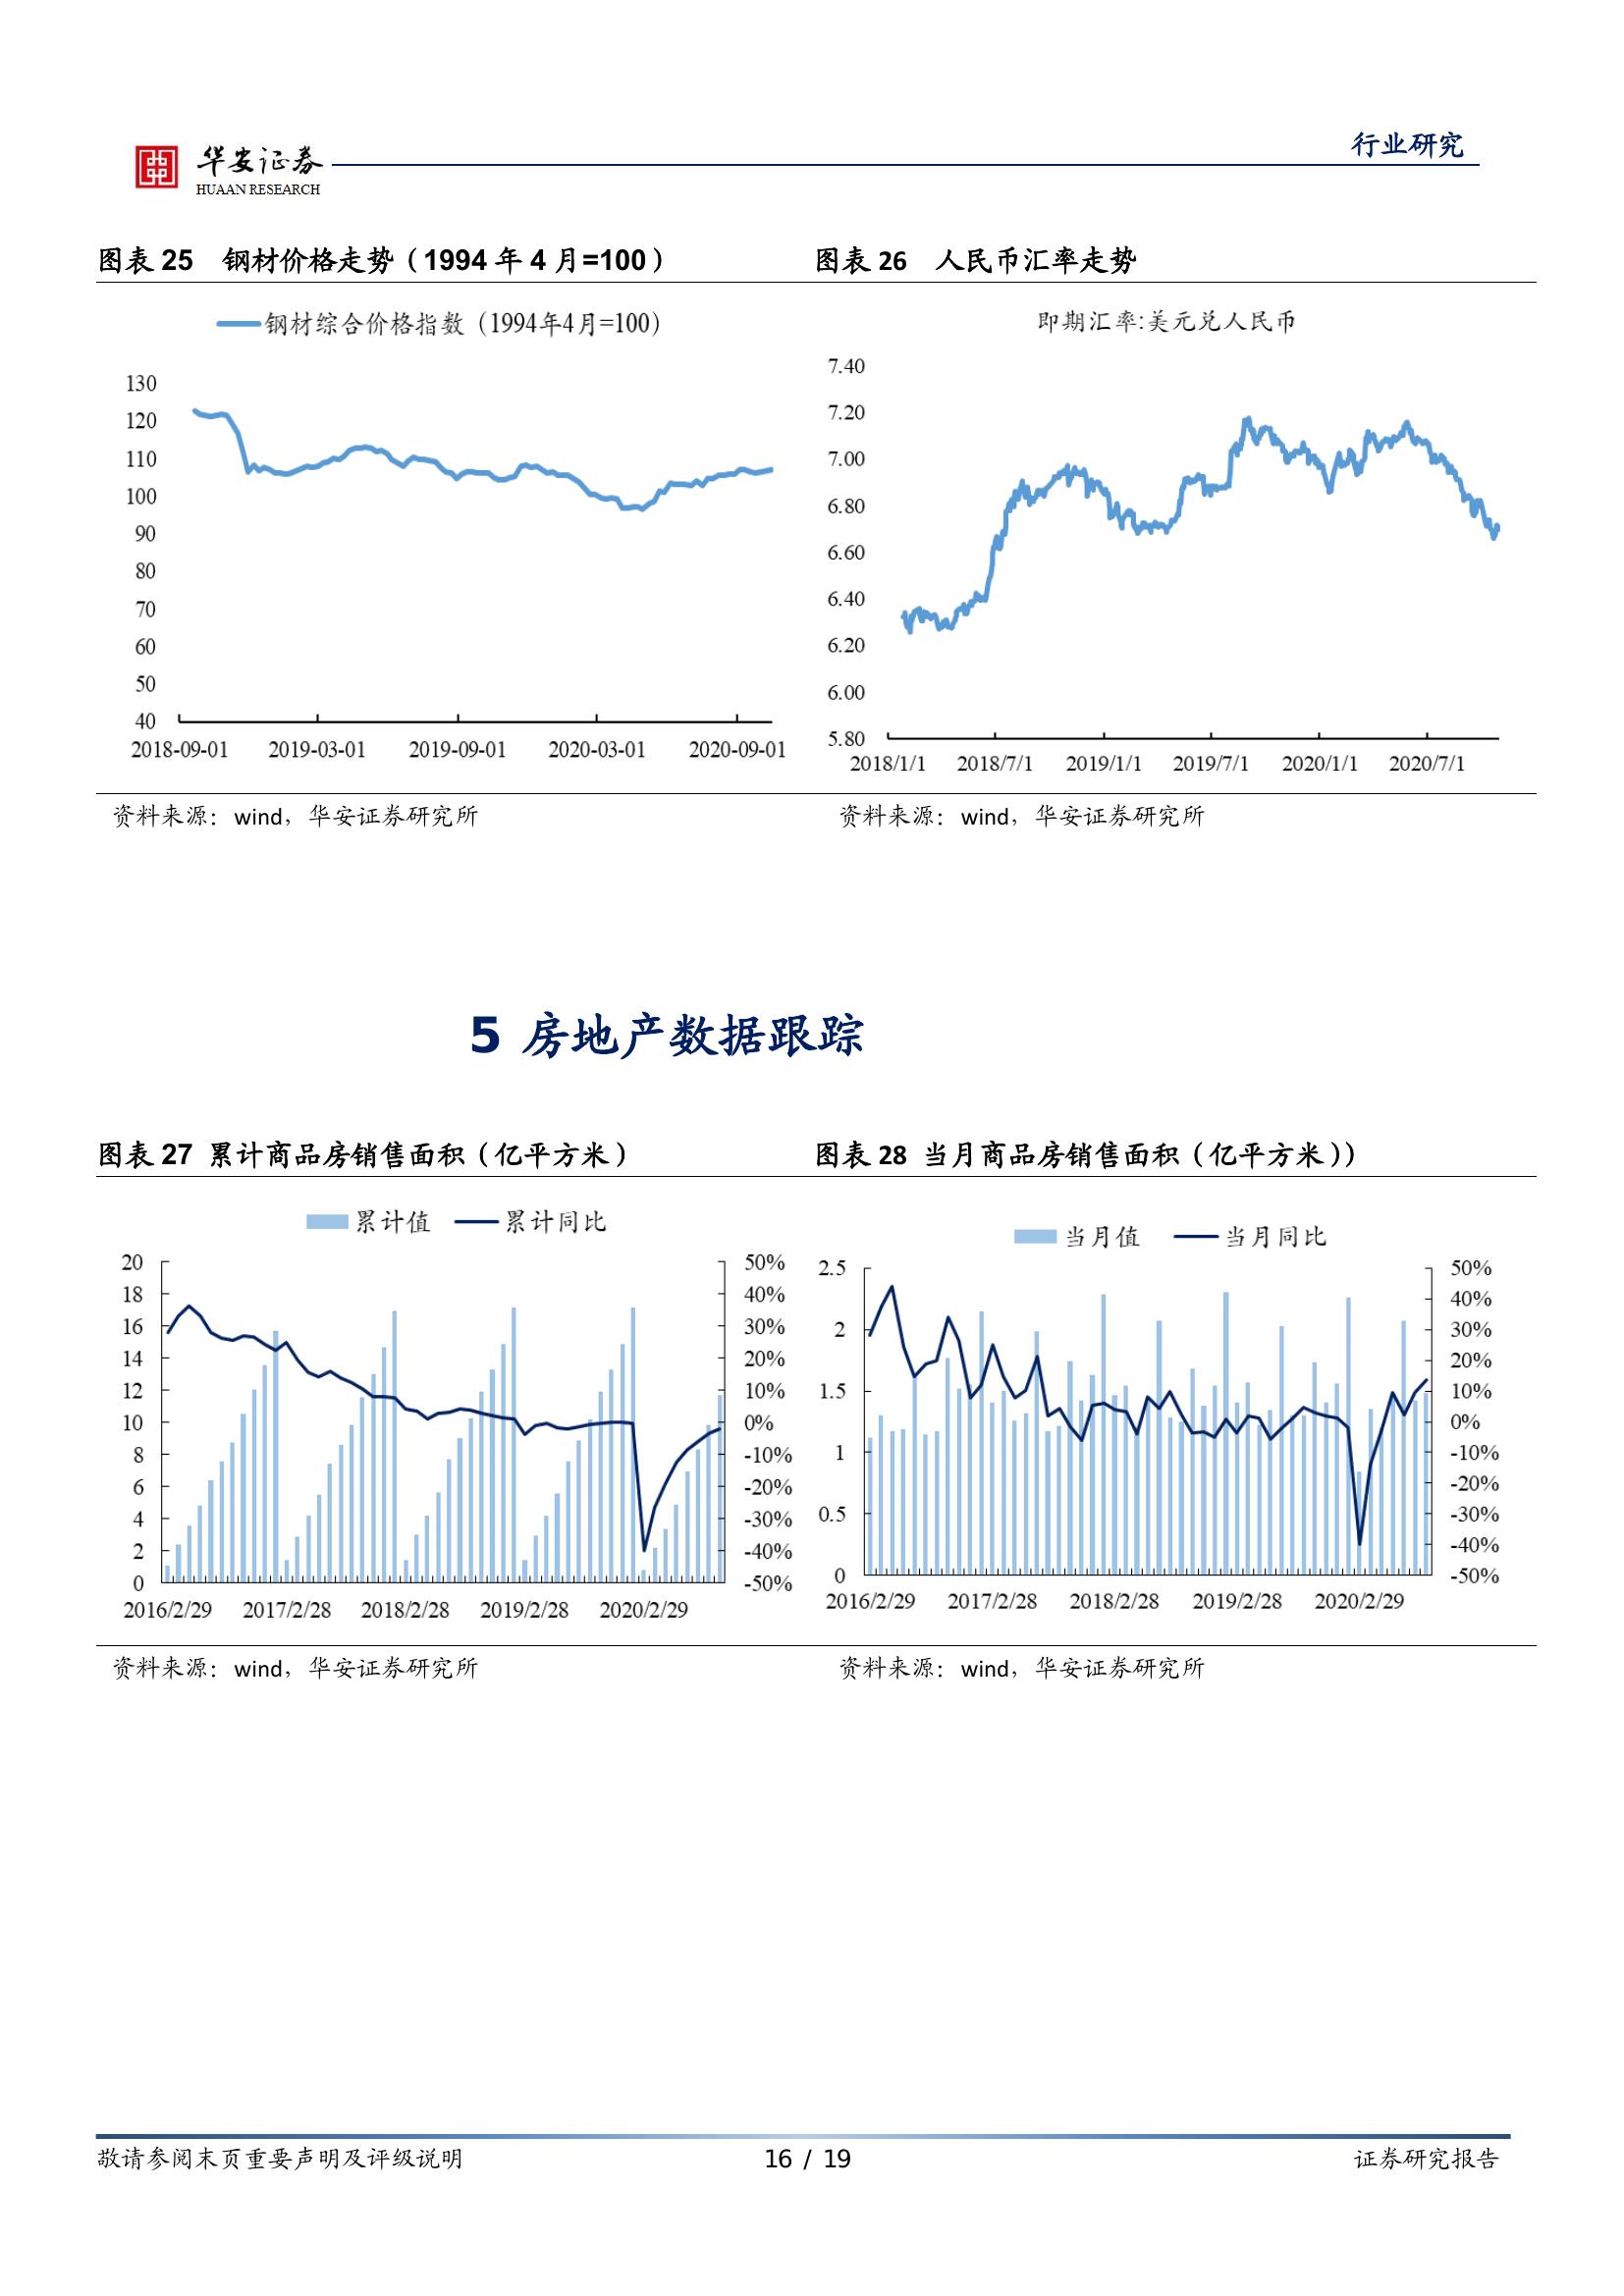 华安证券
HUAAN RESEARCH
行业研究
图表 25 钢材价格走势（1994 年 4 月=100）
钢材综合价格指数（1994年4月=100）
130
120
110
100
90
80
70
60
50
40
2018-09-01 2019-03-01 2019-09-01 2020-03-01 2020-09-01
资料来源：wind，华安证券研究所
图表 26 人民币汇率走势
即期汇率:美元兑人民币
7.40
7.20
7.00
6.80
6.60
6.40
6.20
6.00
5.80
2018/1/1 2018/7/1 2019/1/1 2019/7/1 2020/1/1 2020/7/1
资料来源：wind，华安证券研究所
5 房地产数据跟踪
图表 27 累计商品房销售面积（亿平方米）
累计值 累计同比
20 50%
18 40%
16 30%
14 20%
12 10%
10 0%
8 -10%
6 -20%
4 -30%
2 -40%
0 -50%
2016/2/29 2017/2/28 2018/2/28 2019/2/28 2020/2/29
资料来源：wind，华安证券研究所
图表 28 当月商品房销售面积（亿平方米））
当月值 当月同比
2.5
2
1.5
1
0.5
0
50%
40%
30%
20%
10%
0%
-10%
-20%
-30%
-40%
-50%
2016/2/29 2017/2/28 2018/2/28 2019/2/28 2020/2/29
资料来源：wind，华安证券研究所
敬请参阅末页重要声明及评级说明 16 / 19 证券研究报告